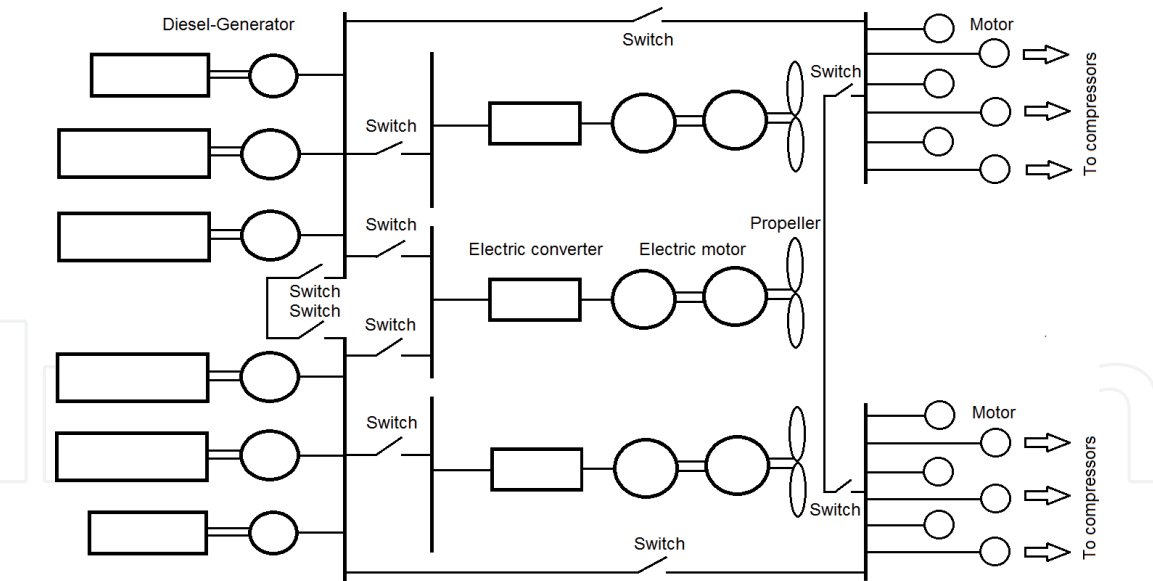 Diesel-Generator
Switch
Motor
Switch
To compressors
Switch
Switch
Propeller
Electric converter
Electric motor
Switch
Switch
Switch
Switch
Motor
To compressors
Switch
Switch